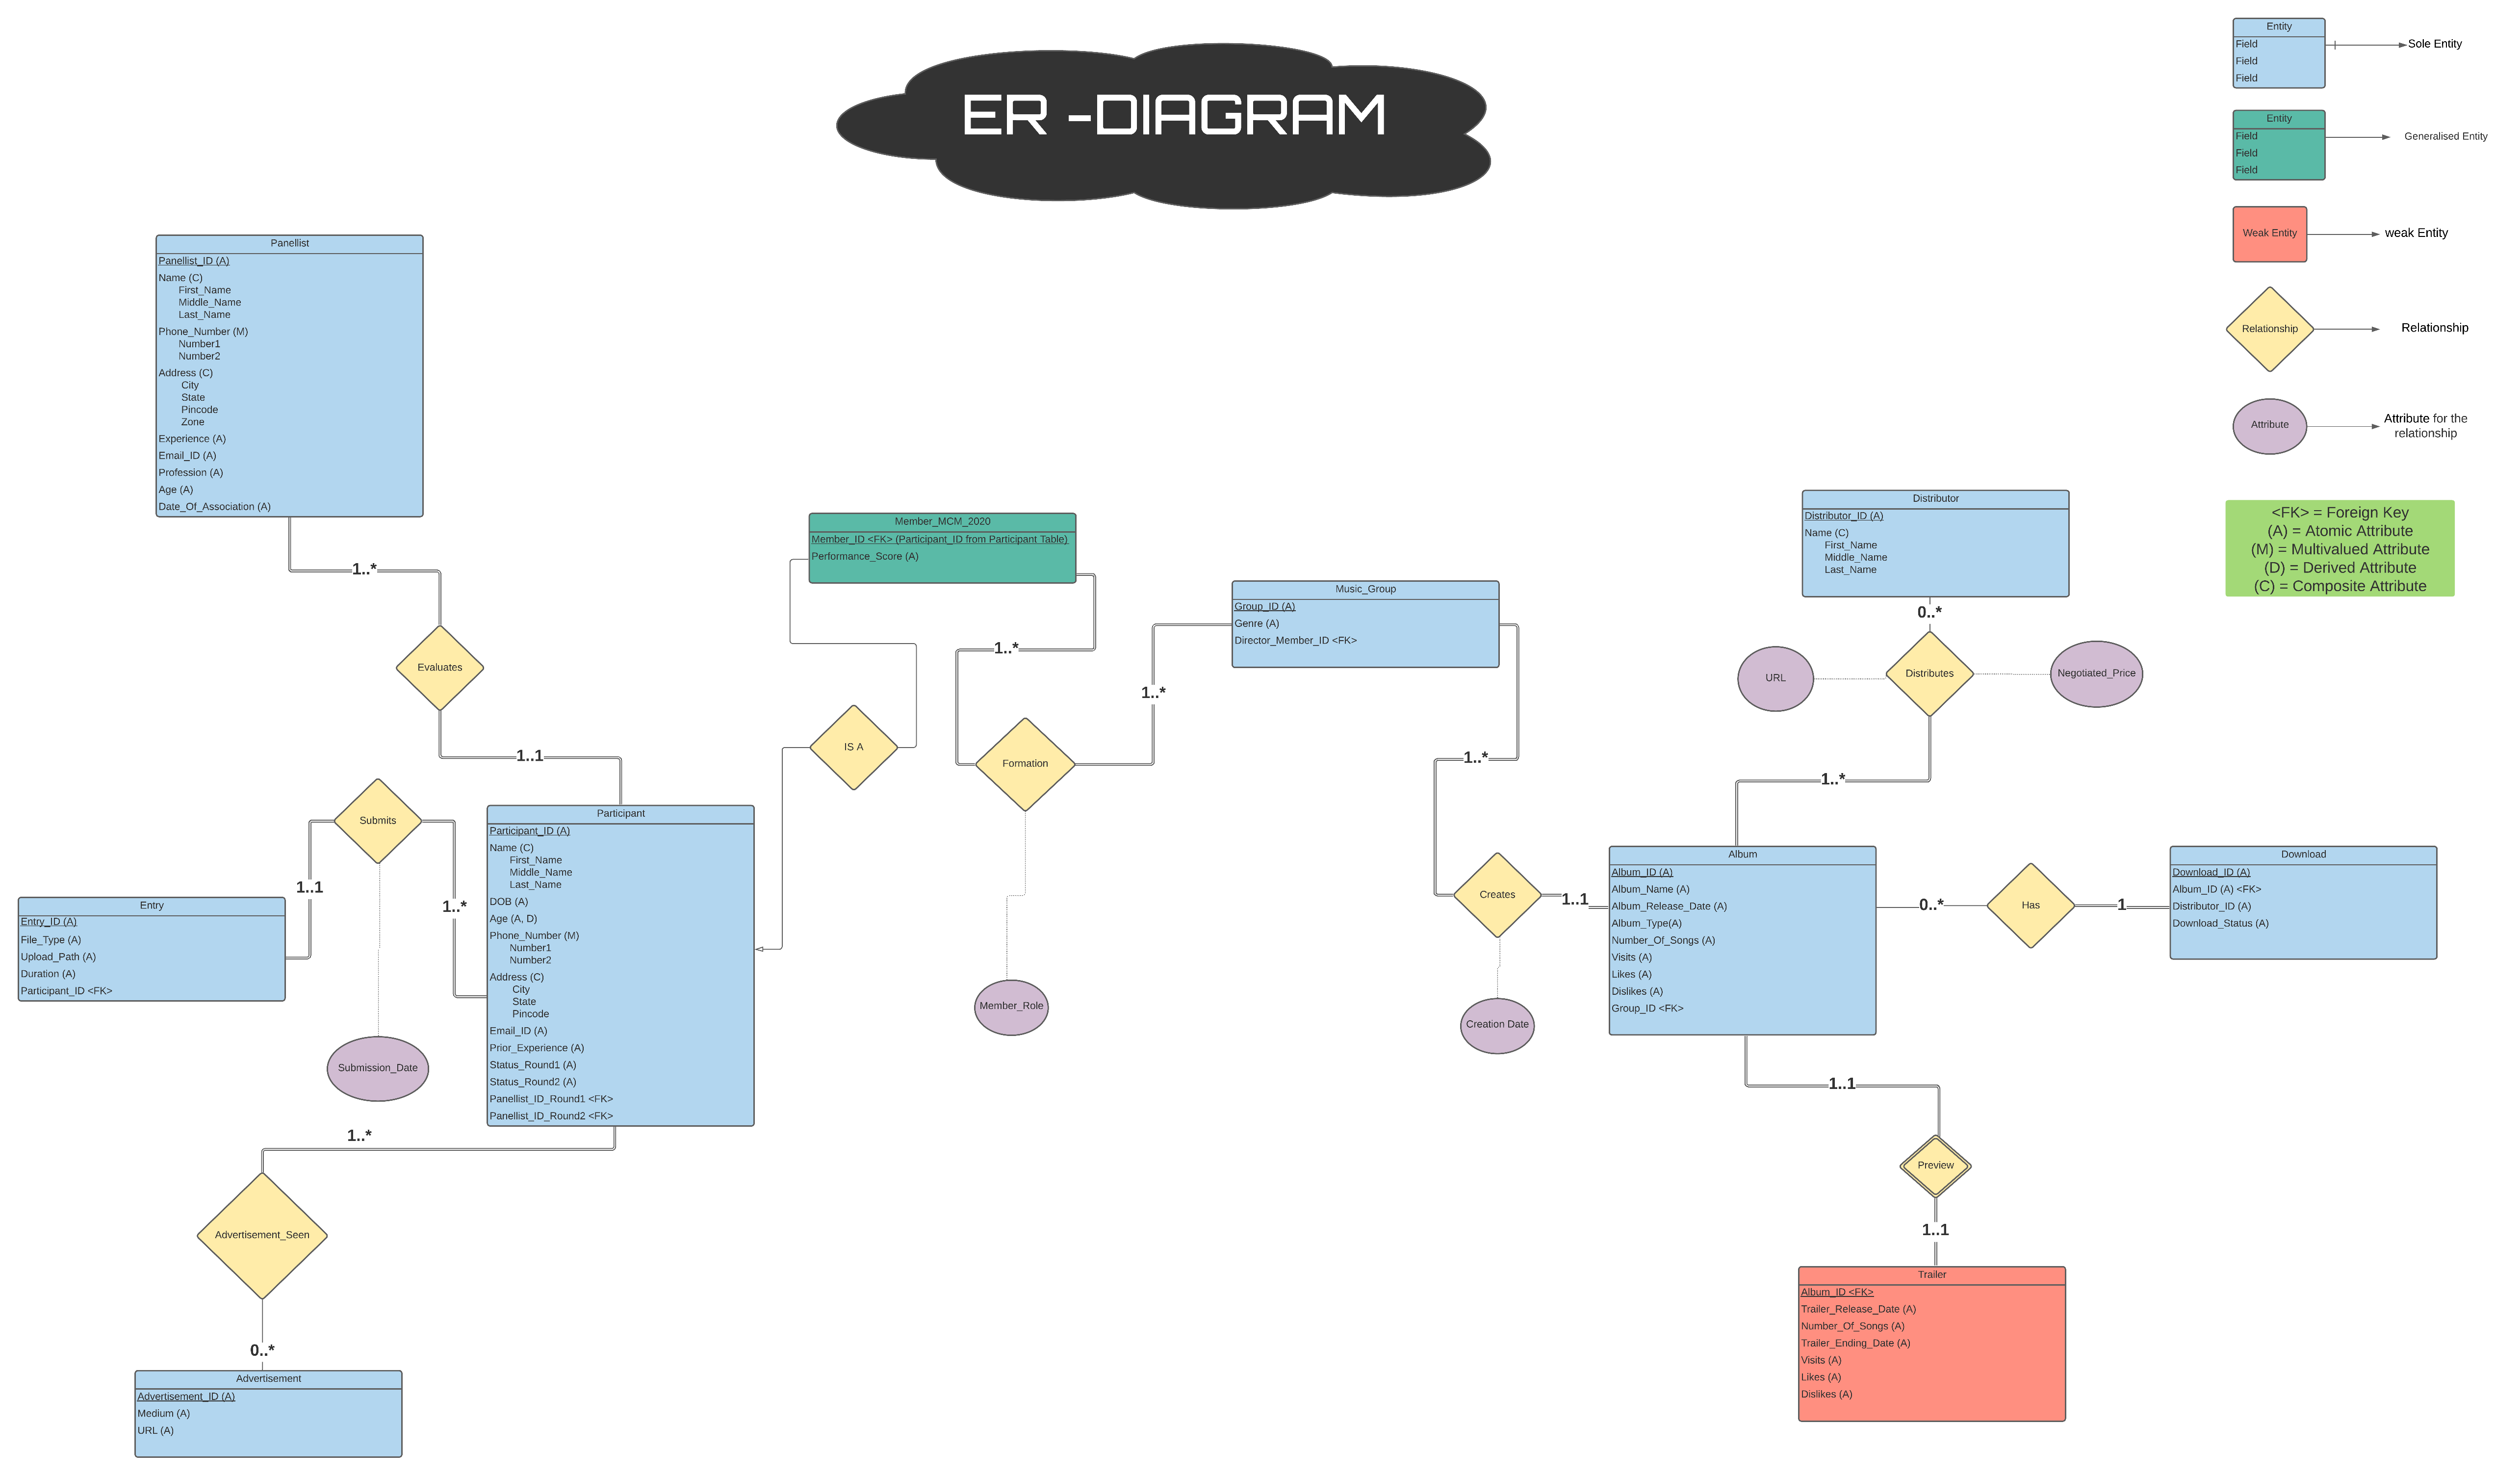 ER -DIAGRAM
Entity
Field
Field
Field
Sole Entity
Entity
Field
Field
Field
Generalised Entity
Weak Entity
weak Entity
Relationship
Relationship
Attribute
Attribute for the
relationship
<FK> = Foreign Key
(A) = Atomic Attribute
(M) = Multivalued Attribute
(D) = Derived Attribute
(C) = Composite Attribute
Panellist
Panellist_ID (A)
Name (C)
First_Name
Middle_Name
Last_Name
Phone_Number (M)
Number1
Number2
Address (C)
City
State
Pincode
Zone
Experience (A)
Email_ID (A)
Profession (A)
Age (A)
Date_Of_Association (A)
1..*
Evaluates
1..1
Submits
1..1
1..*
Submission_Date
Entry
Entry_ID (A)
File_Type (A)
Upload_Path (A)
Duration (A)
Participant_ID <FK>
Participant
Participant_ID (A)
Name (C)
First_Name
Middle_Name
Last_Name
DOB (A)
Age (A, D)
Phone_Number (M)
Number1
Number2
Address (C)
City
State
Pincode
Email_ID (A)
Prior_Experience (A)
Status_Round1 (A)
Status_Round2 (A)
Panellist_ID_Round1 <FK>
Panellist_ID_Round2 <FK>
1..*
Advertisement_Seen
0..*
Advertisement
Advertisement_ID (A)
Medium (A)
URL (A)
Member_MCM_2020
Member_ID <FK> (Participant_ID from Participant Table)
Performance_Score (A)
IS A
1..*
Formation
1..*
Member_Role
Music_Group
Group_ID (A)
Genre (A)
Director_Member_ID <FK>
1..*
Creates
1..1
Creation Date
Distributor
Distributor_ID (A)
Name (C)
First_Name
Middle_Name
Last_Name
0..*
URL
Distributes
Negotiated_Price
1..*
Album
Album_ID (A)
Album_Name (A)
Album_Release_Date (A)
Album_Type(A)
Number_Of_Songs (A)
Visits (A)
Likes (A)
Dislikes (A)
Group_ID <FK>
0..*
Has
1
Download
Download_ID (A)
Album_ID (A) <FK>
Distributor_ID (A)
Download_Status (A)
1..1
Preview
1..1
Trailer
Album_ID <FK>
Trailer_Release_Date (A)
Number_Of_Songs (A)
Trailer_Ending_Date (A)
Visits (A)
Likes (A)
Dislikes (A)